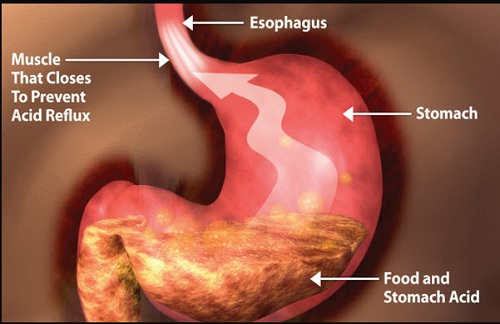 Esophagus
Muscle
That Closes
To Prevent
Acid Reflux
Stomach
Food and
Stomach Acid